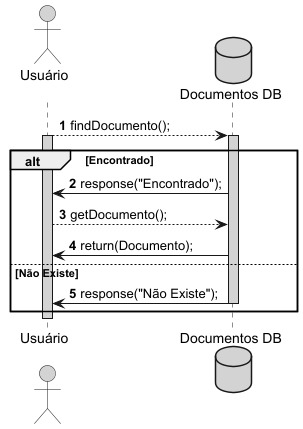 Usuário
Documentos DB
1 findDocumento();
alt [Encontrado]
2 response("Encontrado");
3 getDocumento();
4 return(Documento);
[Não Existe]
5 response("Não Existe");
Usuário
Documentos DB